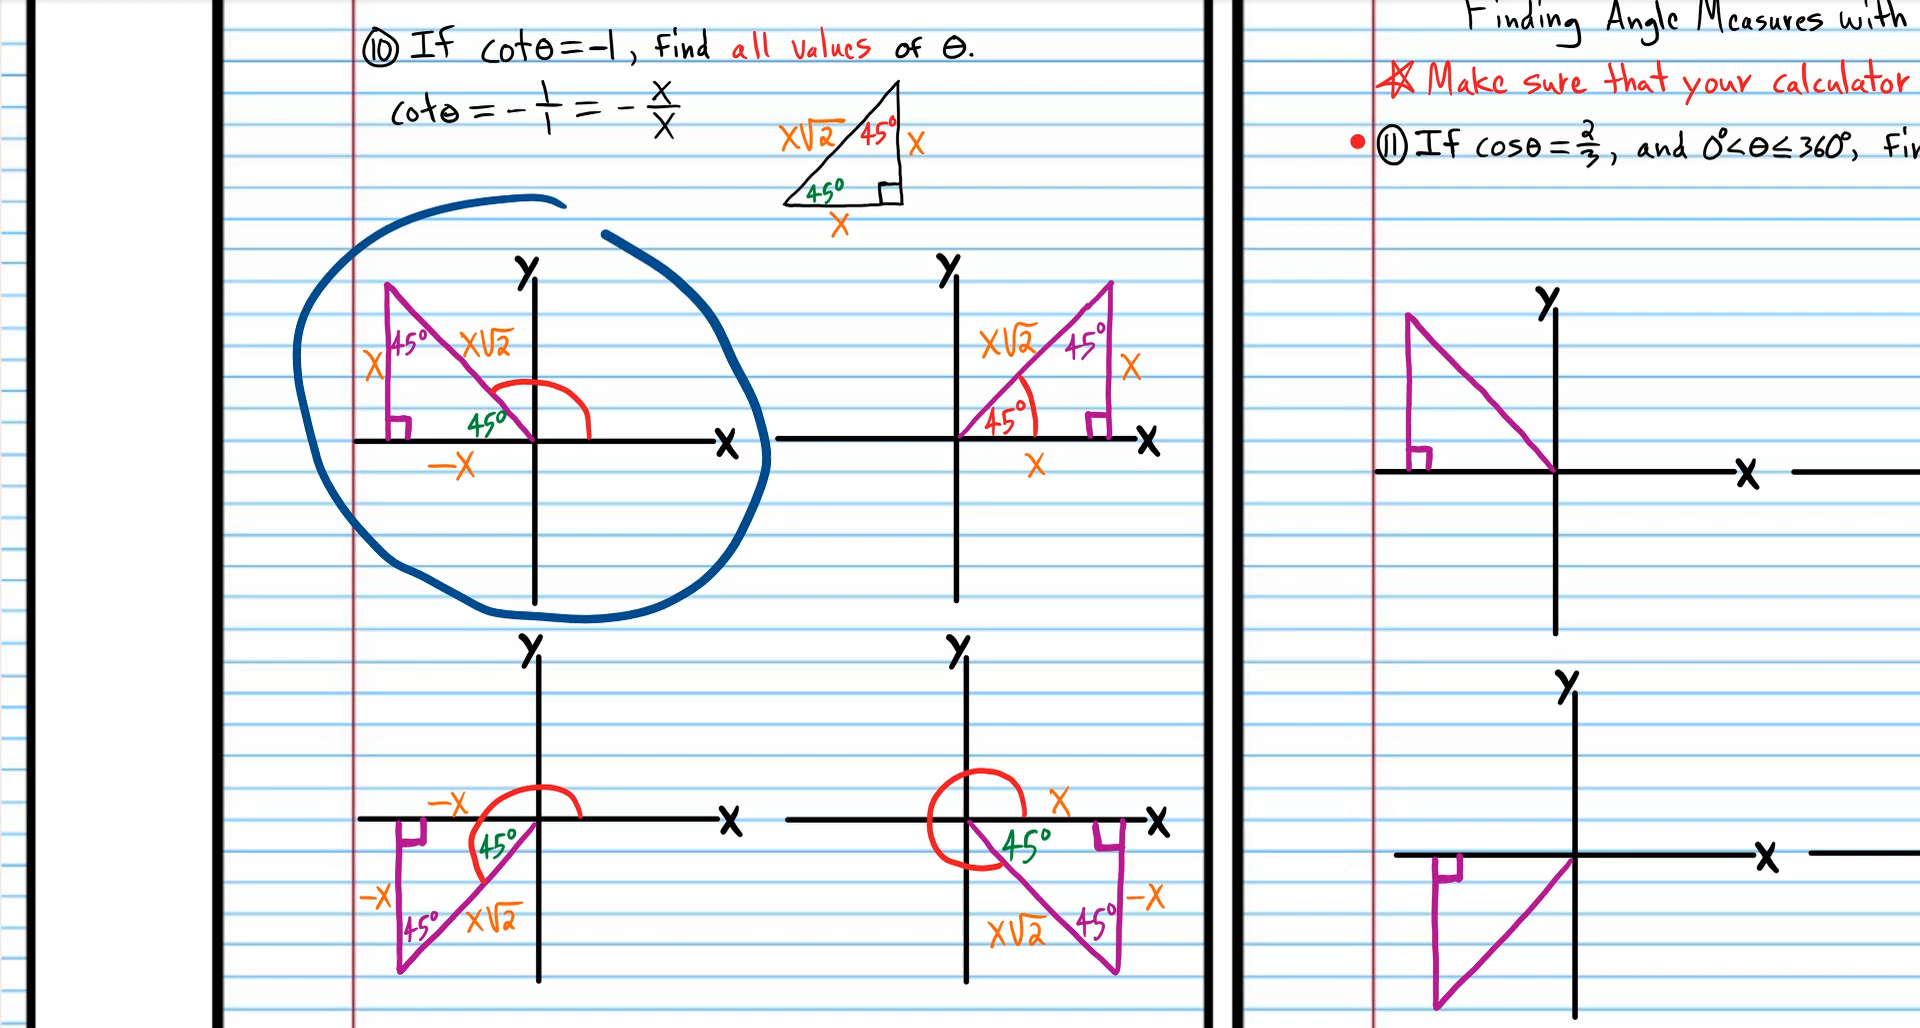 ⑩ If cotθ=-1, find all values of θ.
cotθ = - 1/1 = - x/x
x√2 45° x
45°
x
y
45° x√2
x
45°
x
-x
y
x√2 45° x
45°
x
x
y
-x
x
45°
-x
45° x√2
y
x
x
45°
-x
x√2 45°
Finding Angle Measures with
☆ Make sure that your calculator
• ⑪ If cosθ = 2/3, and 0°<θ≤360°,
y
x
y
x